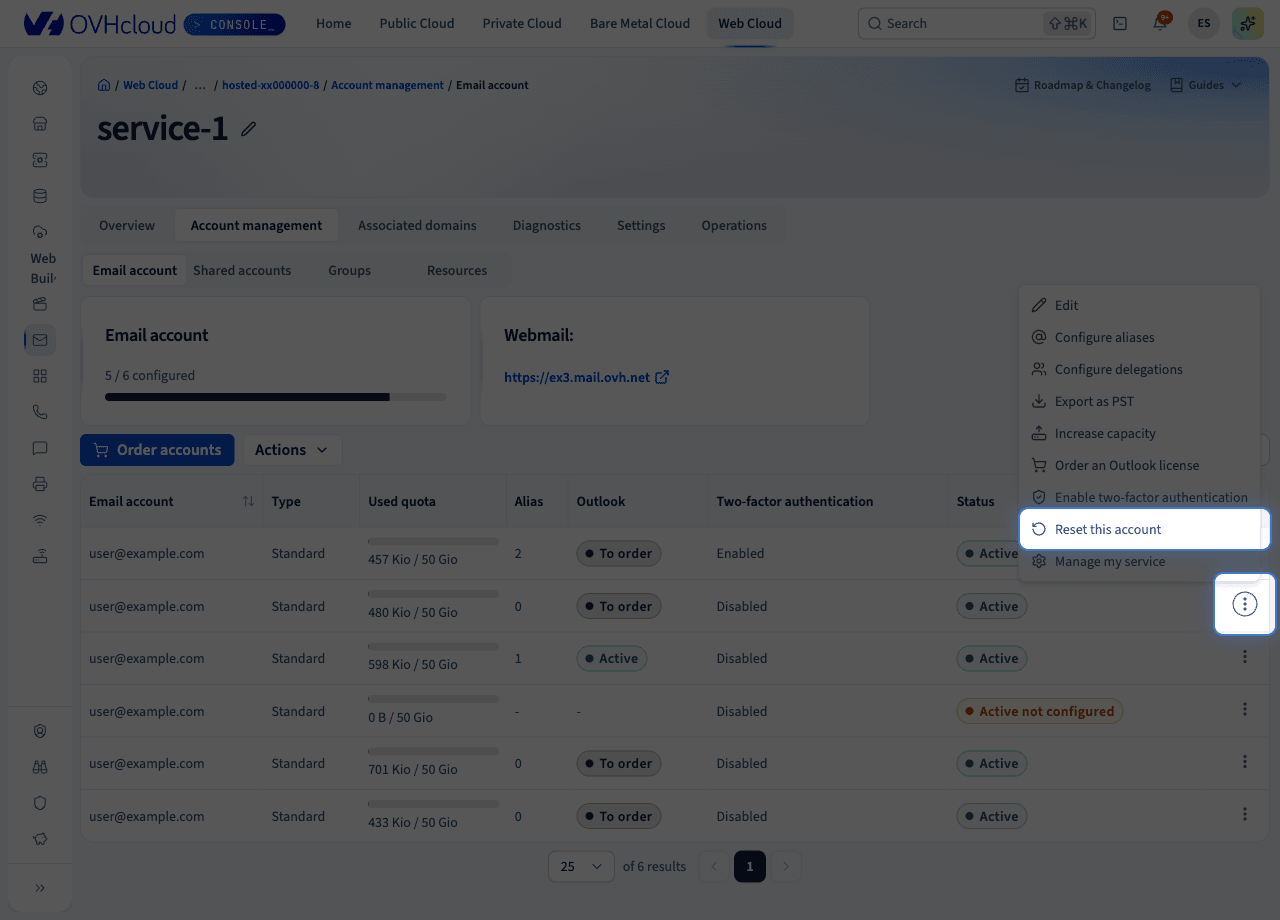 OVHcloud > CONSOLE_ Home Public Cloud Private Cloud Bare Metal Cloud Web Cloud Search ⇧⌘K 9+ ES
/ Web Cloud / ... / hosted-xx000000-8 / Account management / Email account Roadmap & Changelog Guides
service-1
Overview Account management Associated domains Diagnostics Settings Operations
Web
Buil
Email account Shared accounts Groups Resources
Email account
5 / 6 configured
Webmail:
https://ex3.mail.ovh.net
Edit
Configure aliases
Configure delegations
Export as PST
Increase capacity
Order an Outlook license
Enable two-factor authentication
Reset this account
Manage my service
Order accounts Actions
Email account Type Used quota Alias Outlook Two-factor authentication Status
user@example.com Standard 457 Kio / 50 Gio 2 To order Enabled Active
user@example.com Standard 480 Kio / 50 Gio 0 To order Disabled Active
user@example.com Standard 598 Kio / 50 Gio 1 Active Disabled Active
user@example.com Standard 0 B / 50 Gio - - Disabled Active not configured
user@example.com Standard 701 Kio / 50 Gio 0 To order Disabled Active
user@example.com Standard 433 Kio / 50 Gio 0 To order Disabled Active
25 of 6 results 1